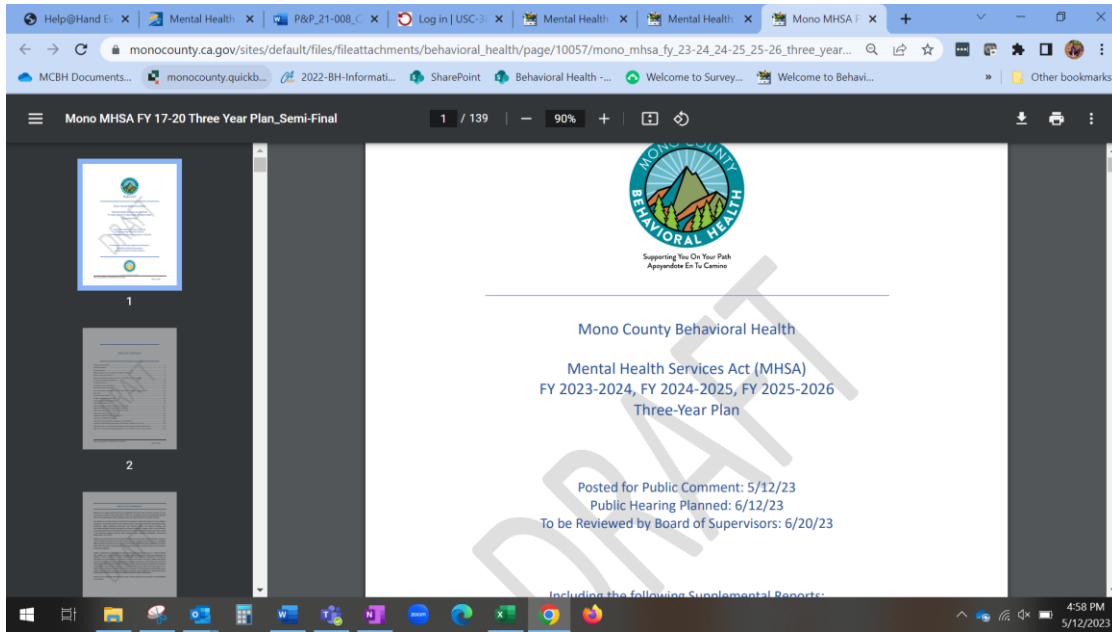 Help@Hand Ev
Mental Health
P&P_21-008_C
Log in | USC-3
Mental Health
Mental Health
Mono MHSA F
monocounty.ca.gov/sites/default/files/fileattachments/behavioral_health/page/10057/mono_mhsa_fy_23-24_24-25_25-26_three_year...
MCBH Documents...
monocounty.quickb...
2022-BH-Informati...
SharePoint
Behavioral Health -...
Welcome to Survey...
Welcome to Behavi...
»
Other bookmarks
Mono MHSA FY 17-20 Three Year Plan_Semi-Final
1 / 139
90%
1
2
MONO COUNTY
BEHAVIORAL HEALTH
Supporting You On Your Path
Apoyandote En Tu Camino
Mono County Behavioral Health
Mental Health Services Act (MHSA)
FY 2023-2024, FY 2024-2025, FY 2025-2026
Three-Year Plan
Posted for Public Comment: 5/12/23
Public Hearing Planned: 6/12/23
To be Reviewed by Board of Supervisors: 6/20/23
Including the following Supplemental Reports:
DRAFT
4:58 PM
5/12/2023